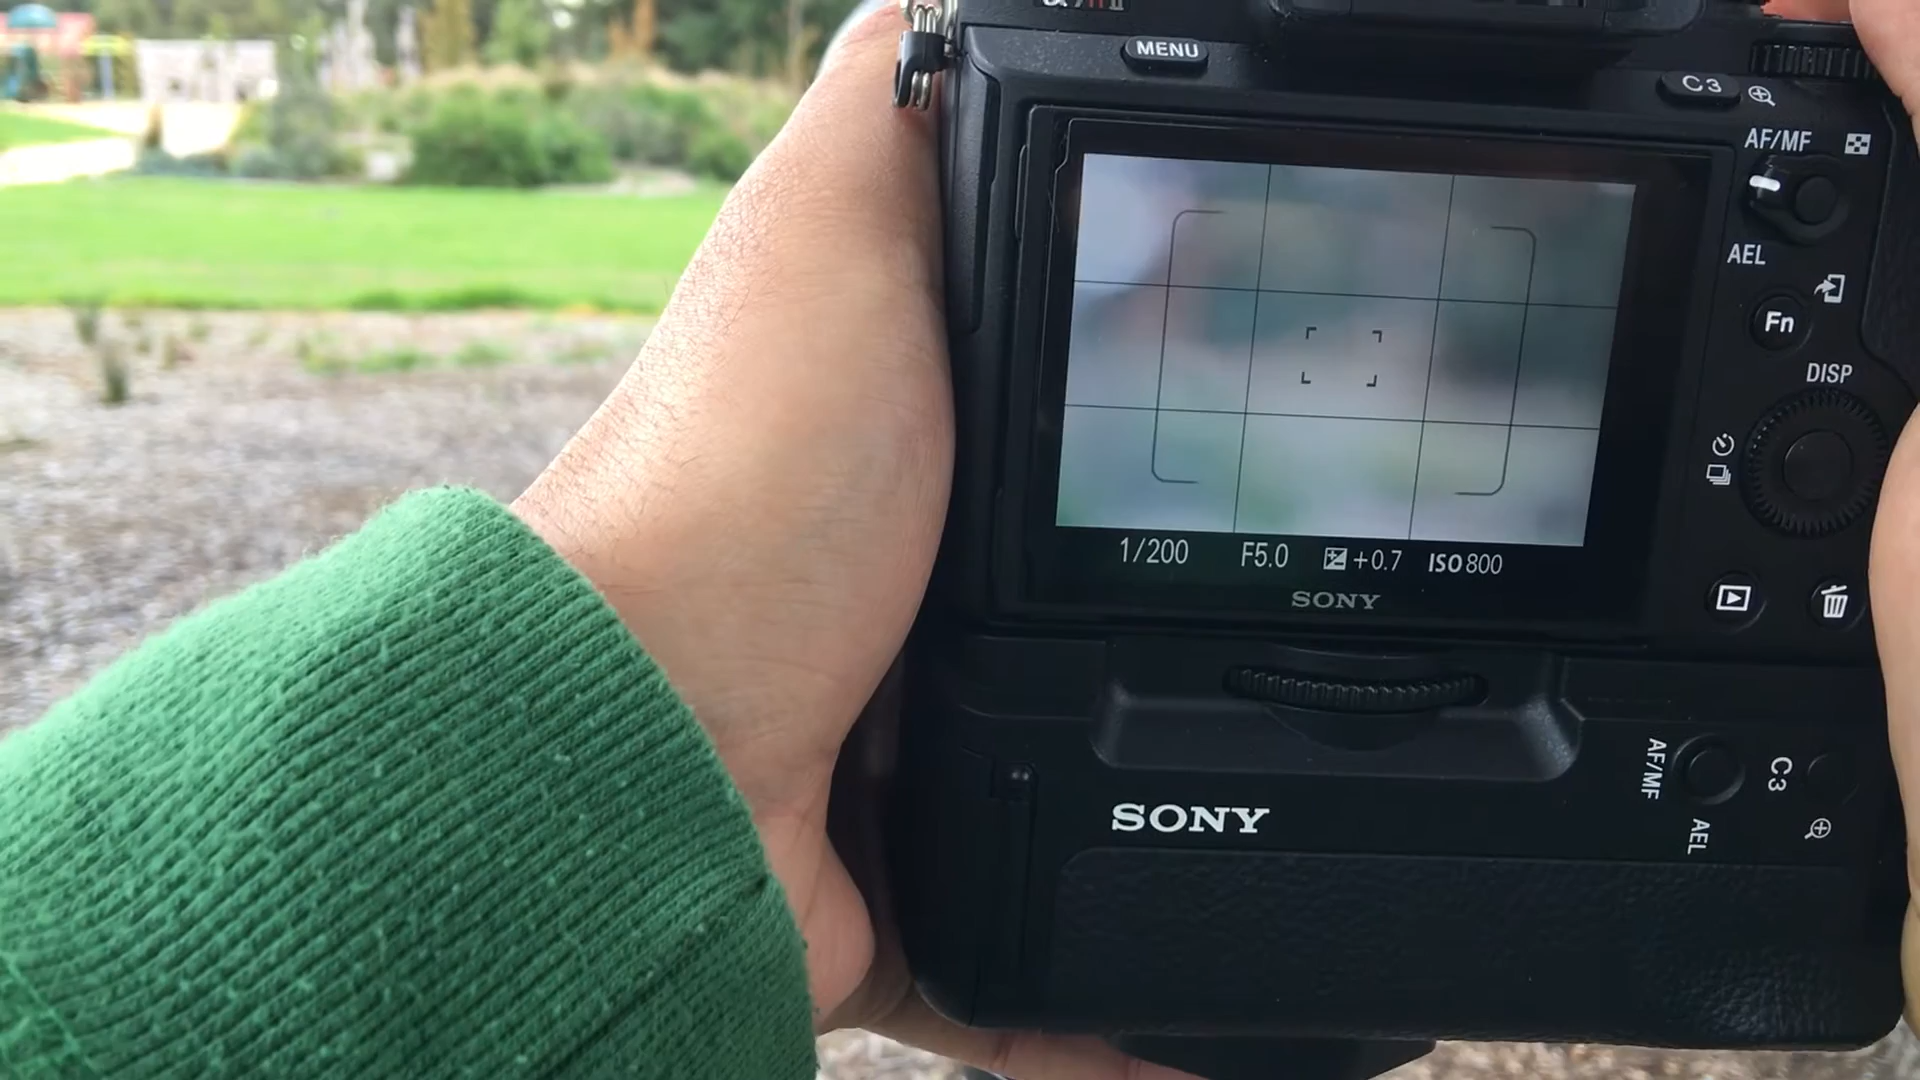 α7RII
MENU
C3
AF/MF
AEL
Fn
DISP
1/200 F5.0 +0.7 ISO 800
SONY
SONY
AF/MF
C3
AEL